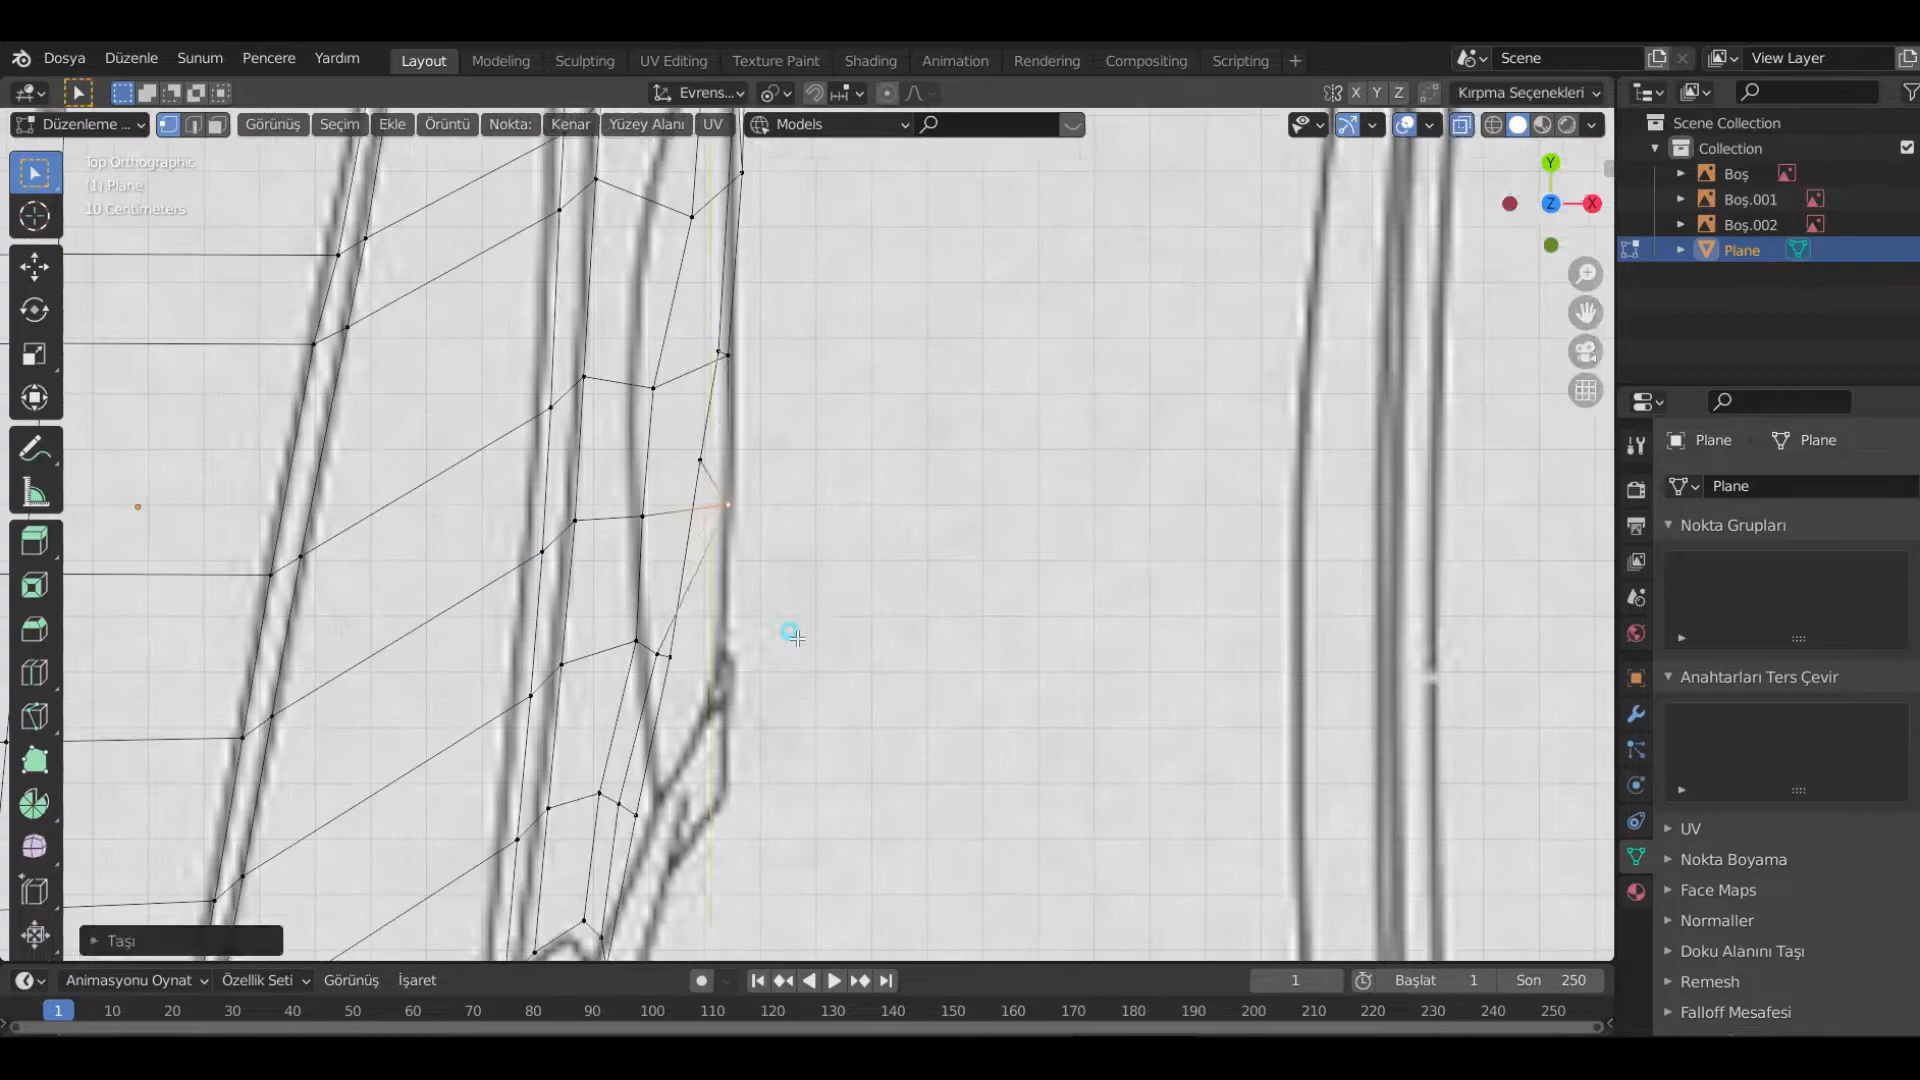 Dosya Düzenle Sunum Pencere Yardım Layout Modeling Sculpting UV Editing Texture Paint Shading Animation Rendering Compositing Scripting + Scene View Layer
Evrens... X Y Z Kırpma Seçenekleri
Düzenleme ... Görünüş Seçim Ekle Örüntü Nokta: Kenar Yüzey Alanı UV Models
Scene Collection
Collection
Boş
Boş.001
Boş.002
Plane
Top Orthographic
(1) Plane
10 Centimeters
Y
Z X
Plane Plane
Plane
Nokta Grupları
Anahtarları Ters Çevir
UV
Nokta Boyama
Face Maps
Normaller
Doku Alanını Taşı
Remesh
Falloff Mesafesi
Taşı
Animasyonu Oynat Özellik Seti Görünüş İşaret 1 Başlat 1 Son 250
1 10 20 30 40 50 60 70 80 90 100 110 120 130 140 150 160 170 180 190 200 210 220 230 240 250